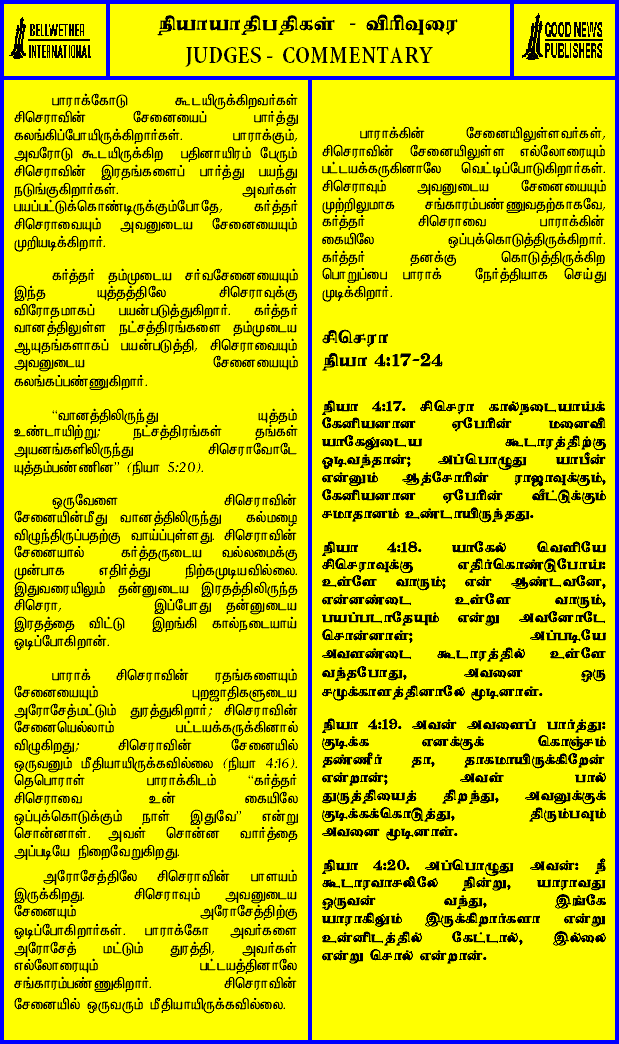 BELLWETHER
INTERNATIONAL
நியாயாதிபதிகள் - விரிவுரை
JUDGES - COMMENTARY
GOOD NEWS
PUBLISHERS
பாராக்கோடு கூடயிருக்கிறவர்கள்
சிசெராவின் சேனையைப் பார்த்து
கலங்கிப்போயிருக்கிறார்கள். பாராக்கும்,
அவரோடு கூடயிருக்கிற பதினாயிரம் பேரும்
சிசெராவின் இரதங்களைப் பார்த்து பயந்து
நடுங்குகிறார்கள். அவர்கள்
பயப்பட்டுக்கொண்டிருக்கும்போதே, கர்த்தர்
சிசெராவையும் அவனுடைய சேனையையும்
முறியடிக்கிறார்.
கர்த்தர் தம்முடைய சர்வசேனையையும்
இந்த யுத்தத்திலே சிசெராவுக்கு
விரோதமாகப் பயன்படுத்துகிறார். கர்த்தர்
வானத்திலுள்ள நட்சத்திரங்களை தம்முடைய
ஆயுதங்களாகப் பயன்படுத்தி, சிசெராவையும்
அவனுடைய சேனையையும்
கலங்கப்பண்ணுகிறார்.
“வானத்திலிருந்து யுத்தம்
உண்டாயிற்று; நட்சத்திரங்கள் தங்கள்
அயனங்களிலிருந்து சிசெராவோடே
யுத்தம்பண்ணின” (நியா 5:20).
ஒருவேளை சிசெராவின்
சேனையின்மீது வானத்திலிருந்து கல்மழை
விழுந்திருப்பதற்கு வாய்ப்புள்ளது. சிசெராவின்
சேனையால் கர்த்தருடைய வல்லமைக்கு
முன்பாக எதிர்த்து நிற்கமுடியவில்லை.
இதுவரையிலும் தன்னுடைய இரதத்திலிருந்த
சிசெரா, இப்போது தன்னுடைய
இரதத்தை விட்டு இறங்கி கால்நடையாய்
ஓடிப்போகிறான்.
பாராக் சிசெராவின் ரதங்களையும்
சேனையையும் புறஜாதிகளுடைய
அரோசேத்மட்டும் துரத்துகிறார்; சிசெராவின்
சேனையெல்லாம் பட்டயக்கருக்கினால்
விழுகிறது; சிசெராவின் சேனையில்
ஒருவனும் மீதியாயிருக்கவில்லை (நியா 4:16).
தெபொராள் பாராக்கிடம் “கர்த்தர்
சிசெராவை உன் கையிலே
ஒப்புக்கொடுக்கும் நாள் இதுவே” என்று
சொன்னாள். அவள் சொன்ன வார்த்தை
அப்படியே நிறைவேறுகிறது.
அரோசேத்திலே சிசெராவின் பாளயம்
இருக்கிறது. சிசெராவும் அவனுடைய
சேனையும் அரோசேத்திற்கு
ஓடிப்போகிறார்கள். பாராக்கோ அவர்களை
அரோசேத் மட்டும் துரத்தி, அவர்கள்
எல்லோரையும் பட்டயத்தினாலே
சங்காரம்பண்ணுகிறார். சிசெராவின்
சேனையில் ஒருவரும் மீதியாயிருக்கவில்லை.
பாராக்கின் சேனையிலுள்ளவர்கள்,
சிசெராவின் சேனையிலுள்ள எல்லோரையும்
பட்டயக்கருகினாலே வெட்டிப்போடுகிறார்கள்.
சிசெராவும் அவனுடைய சேனையையும்
முற்றிலுமாக சங்காரம்பண்ணுவதற்காகவே,
கர்த்தர் சிசெராவை பாராக்கின்
கையிலே ஒப்புக்கொடுத்திருக்கிறார்.
கர்த்தர் தனக்கு கொடுத்திருக்கிற
பொறுப்பை பாராக் நேர்த்தியாக செய்து
முடிக்கிறார்.
சிசெரா
நியா 4:17-24
நியா 4:17. சிசெரா கால்நடையாய்க்
கேனியனான ஏபேரின் மனைவி
யாகேலுடைய கூடாரத்திற்கு
ஓடிவந்தான்; அப்பொழுது யாபீன்
என்னும் ஆத்சோரின் ராஜாவுக்கும்,
கேனியனான ஏபேரின் வீட்டுக்கும்
சமாதானம் உண்டாயிருந்தது.
நியா 4:18. யாகேல் வெளியே
சிசெராவுக்கு எதிர்கொண்டுபோய்:
உள்ளே வாரும்; என் ஆண்டவனே,
என்னண்டை உள்ளே வாரும்,
பயப்படாதேயும் என்று அவனோடே
சொன்னாள்; அப்படியே
அவளண்டை கூடாரத்தில் உள்ளே
வந்தபோது, அவனை ஒரு
சமுக்காளத்தினாலே மூடினாள்.
நியா 4:19. அவன் அவளைப் பார்த்து:
குடிக்க எனக்குக் கொஞ்சம்
தண்ணீர் தா, தாகமாயிருக்கிறேன்
என்றான்; அவள் பால்
துருத்தியைத் திறந்து, அவனுக்குக்
குடிக்கக்கொடுத்து, திரும்பவும்
அவனை மூடினாள்.
நியா 4:20. அப்பொழுது அவன்: நீ
கூடாரவாசலிலே நின்று, யாராவது
ஒருவன் வந்து, இங்கே
யாராகிலும் இருக்கிறார்களா என்று
உன்னிடத்தில் கேட்டால், இல்லை
என்று சொல் என்றான்.